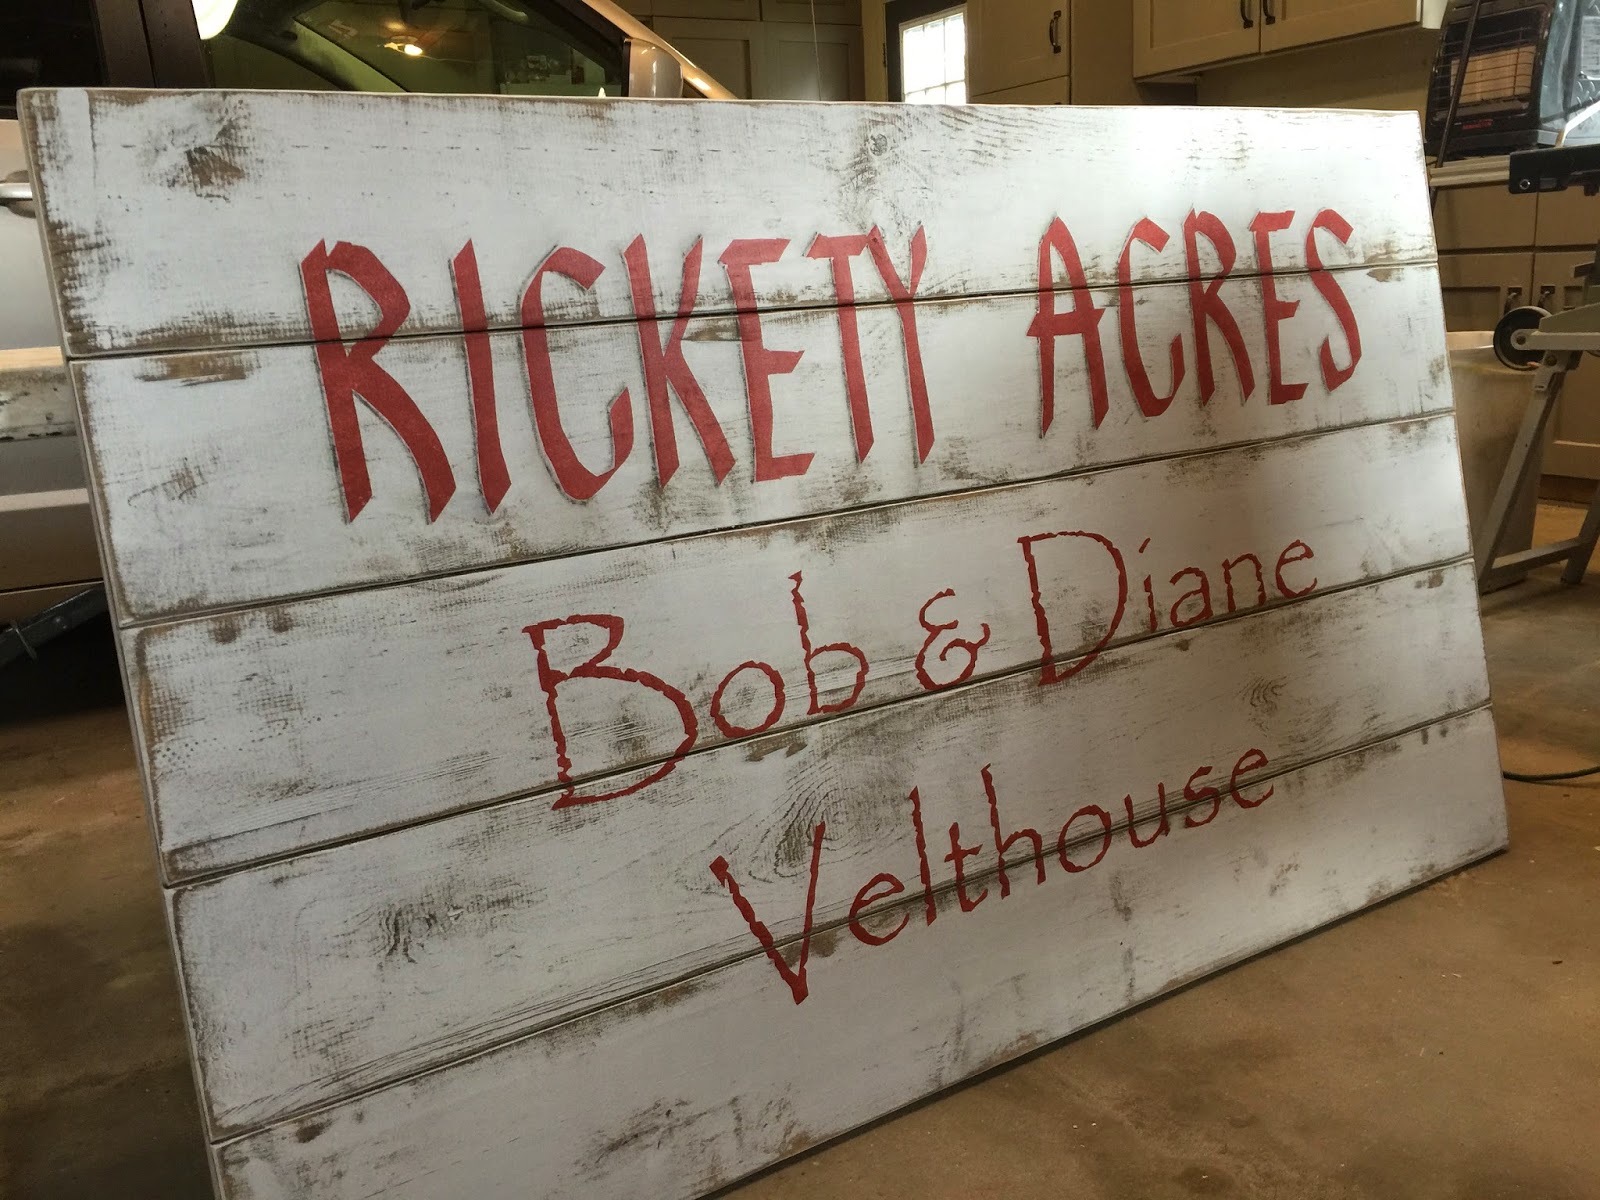 RICKETY ACRES
Bob & Diane
Velthouse